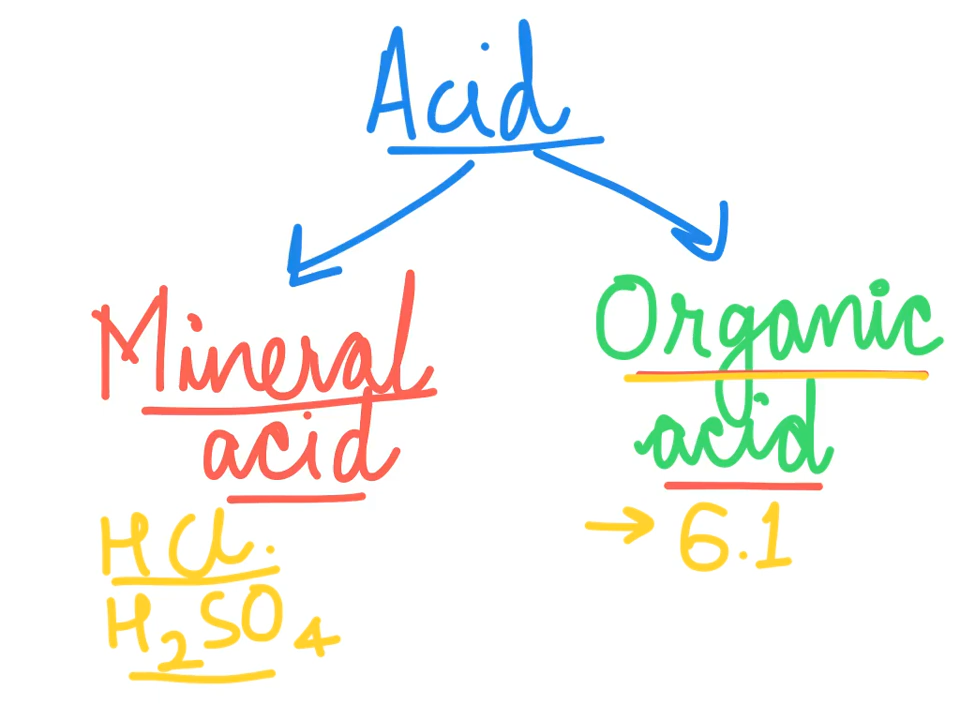 Acid
Mineral
acid
HCl.
H₂SO₄
Organic
acid
→ 6.1